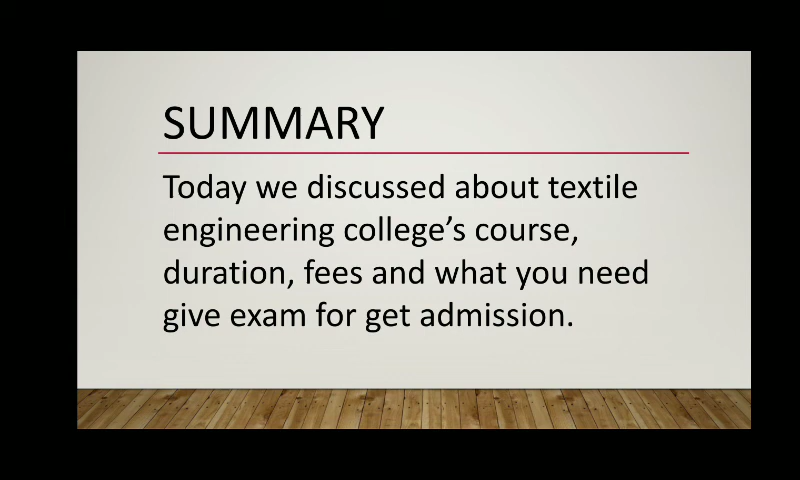 SUMMARY
Today we discussed about textile
engineering college’s course,
duration, fees and what you need
give exam for get admission.